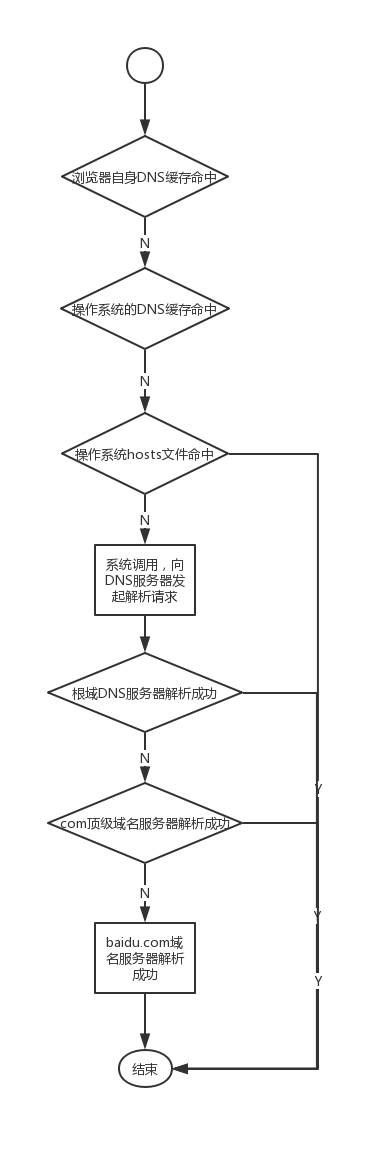 浏览器自身DNS缓存命中
N
操作系统的DNS缓存命中
N
操作系统hosts文件命中
N
系统调用，向
DNS服务器发
起解析请求
根域DNS服务器解析成功
N
Y
com顶级域名服务器解析成功
N
Y
baidu.com域
名服务器解析
成功
Y
结束